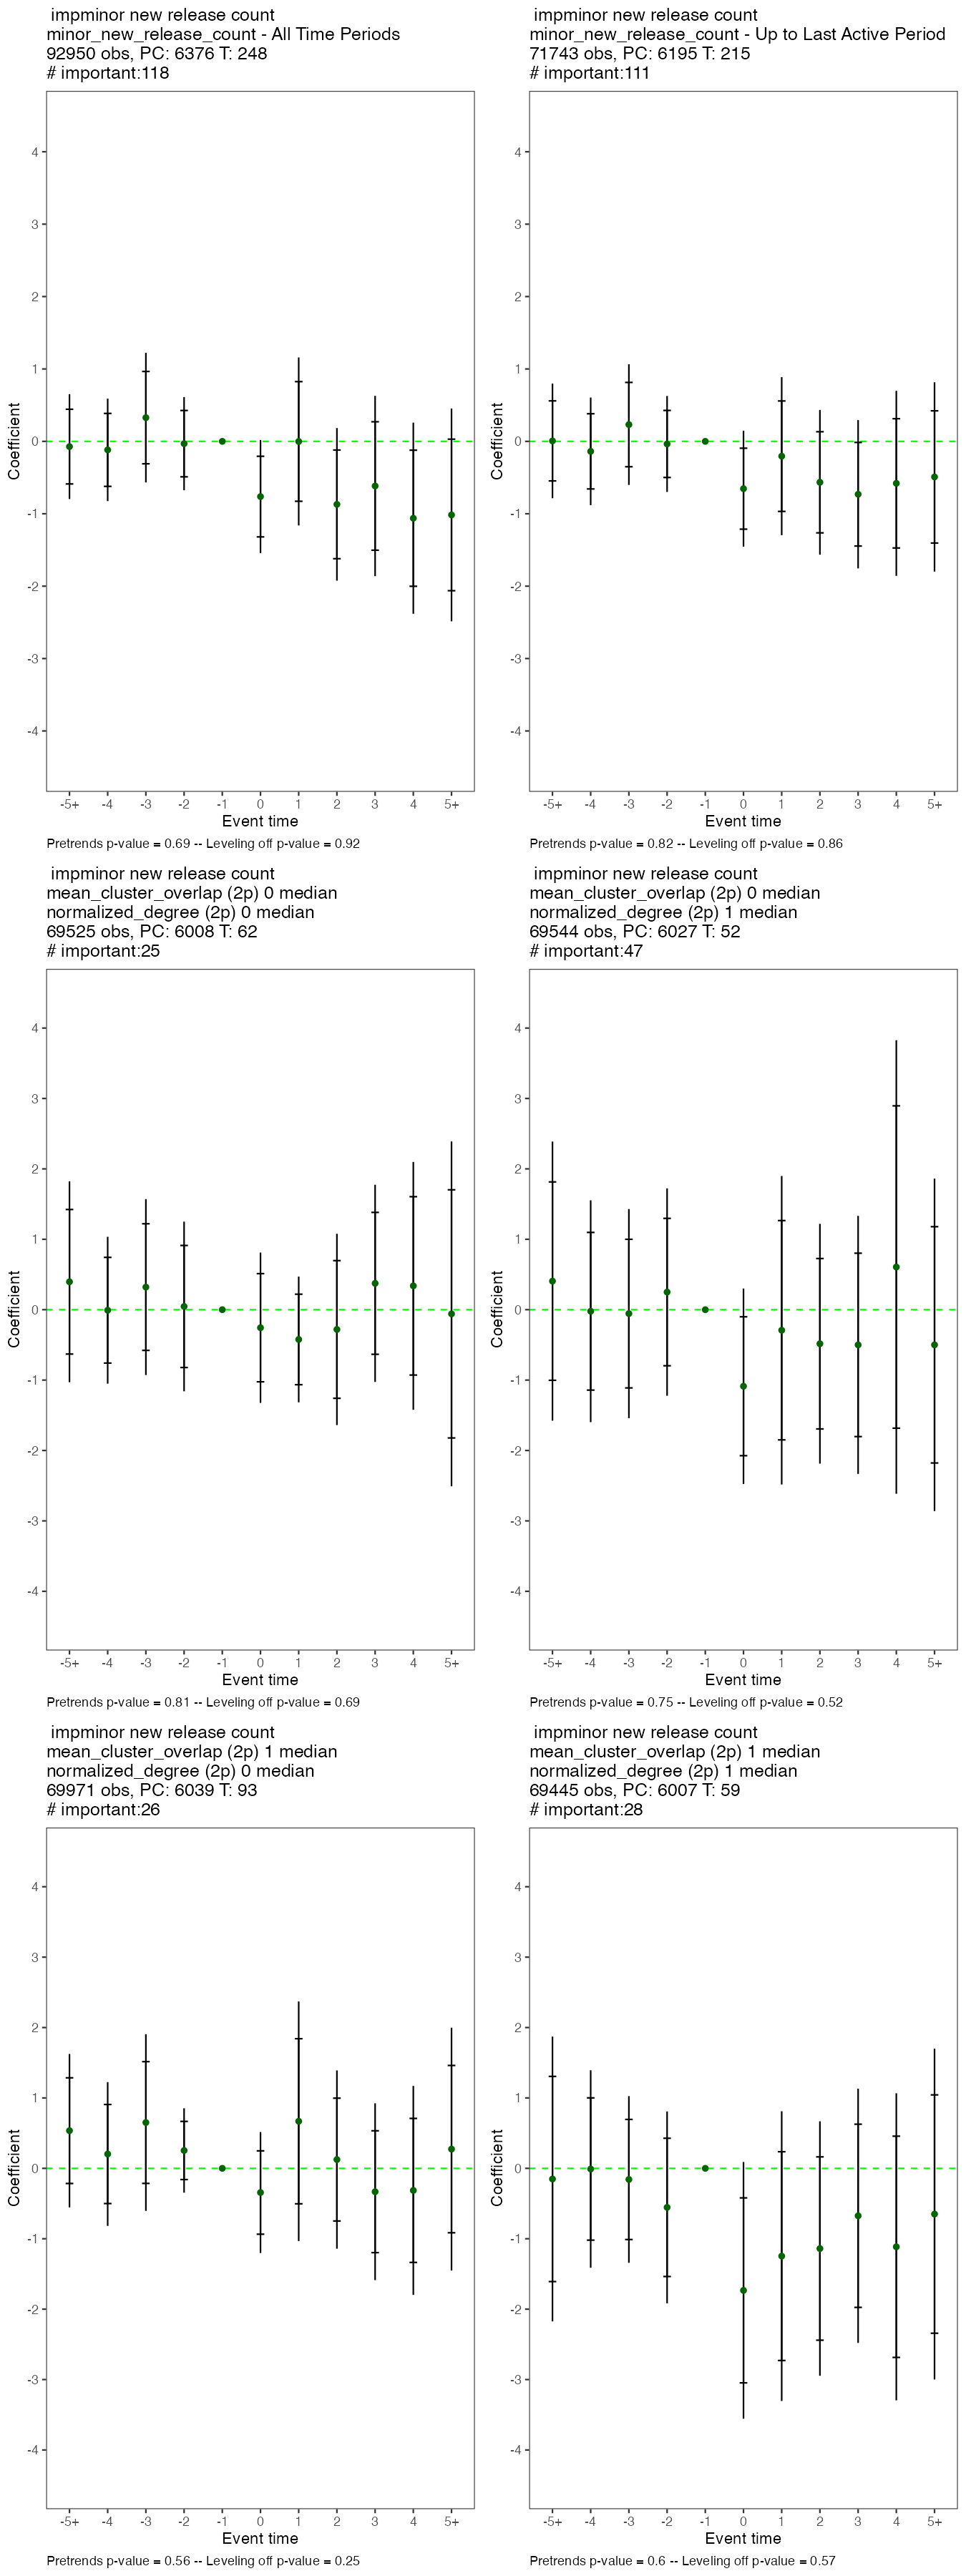 impminor new release count
minor_new_release_count - All Time Periods
92950 obs, PC: 6376 T: 248
# important:118
4
3
2
1
0
-1
-2
-3
-4
Coefficient
-5+ -4 -3 -2 -1 0 1 2 3 4 5+
Event time
Pretrends p-value = 0.69 -- Leveling off p-value = 0.92
impminor new release count
minor_new_release_count - Up to Last Active Period
71743 obs, PC: 6195 T: 215
# important:111
4
3
2
1
0
-1
-2
-3
-4
Coefficient
-5+ -4 -3 -2 -1 0 1 2 3 4 5+
Event time
Pretrends p-value = 0.82 -- Leveling off p-value = 0.86
impminor new release count
mean_cluster_overlap (2p) 0 median
normalized_degree (2p) 0 median
69525 obs, PC: 6008 T: 62
# important:25
4
3
2
1
0
-1
-2
-3
-4
Coefficient
-5+ -4 -3 -2 -1 0 1 2 3 4 5+
Event time
Pretrends p-value = 0.81 -- Leveling off p-value = 0.69
impminor new release count
mean_cluster_overlap (2p) 0 median
normalized_degree (2p) 1 median
69544 obs, PC: 6027 T: 52
# important:47
4
3
2
1
0
-1
-2
-3
-4
Coefficient
-5+ -4 -3 -2 -1 0 1 2 3 4 5+
Event time
Pretrends p-value = 0.75 -- Leveling off p-value = 0.52
impminor new release count
mean_cluster_overlap (2p) 1 median
normalized_degree (2p) 0 median
69971 obs, PC: 6039 T: 93
# important:26
4
3
2
1
0
-1
-2
-3
-4
Coefficient
-5+ -4 -3 -2 -1 0 1 2 3 4 5+
Event time
Pretrends p-value = 0.56 -- Leveling off p-value = 0.25
impminor new release count
mean_cluster_overlap (2p) 1 median
normalized_degree (2p) 1 median
69445 obs, PC: 6007 T: 59
# important:28
4
3
2
1
0
-1
-2
-3
-4
Coefficient
-5+ -4 -3 -2 -1 0 1 2 3 4 5+
Event time
Pretrends p-value = 0.6 -- Leveling off p-value = 0.57